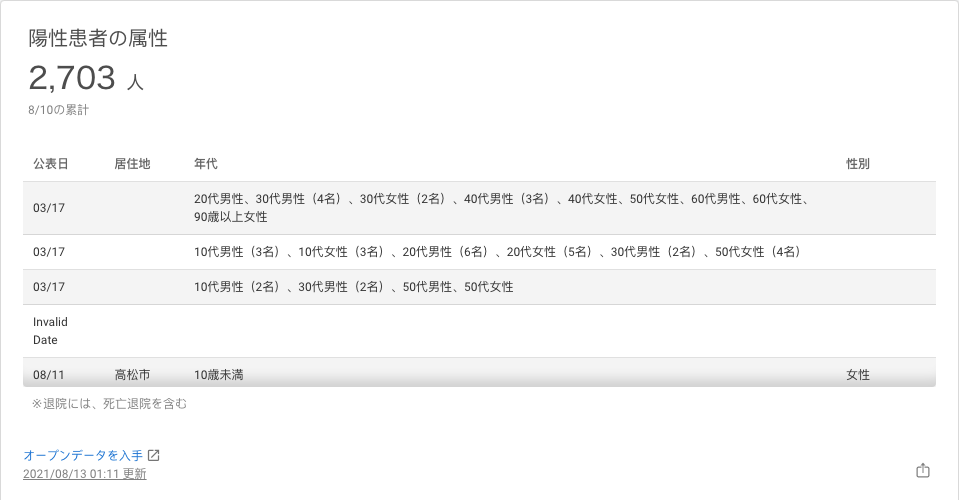 陽性患者の属性
2,703 人
8/10の累計
公表日 居住地 年代 性別
03/17 20代男性、30代男性（4名）、30代女性（2名）、40代男性（3名）、40代女性、50代女性、60代男性、60代女性、
90歳以上女性
03/17 10代男性（3名）、10代女性（3名）、20代男性（6名）、20代女性（5名）、30代男性（2名）、50代女性（4名）
03/17 10代男性（2名）、30代男性（2名）、50代男性、50代女性
Invalid
Date
08/11 高松市 10歳未満 女性
※退院には、死亡退院を含む
オープンデータを入手
2021/08/13 01:11 更新